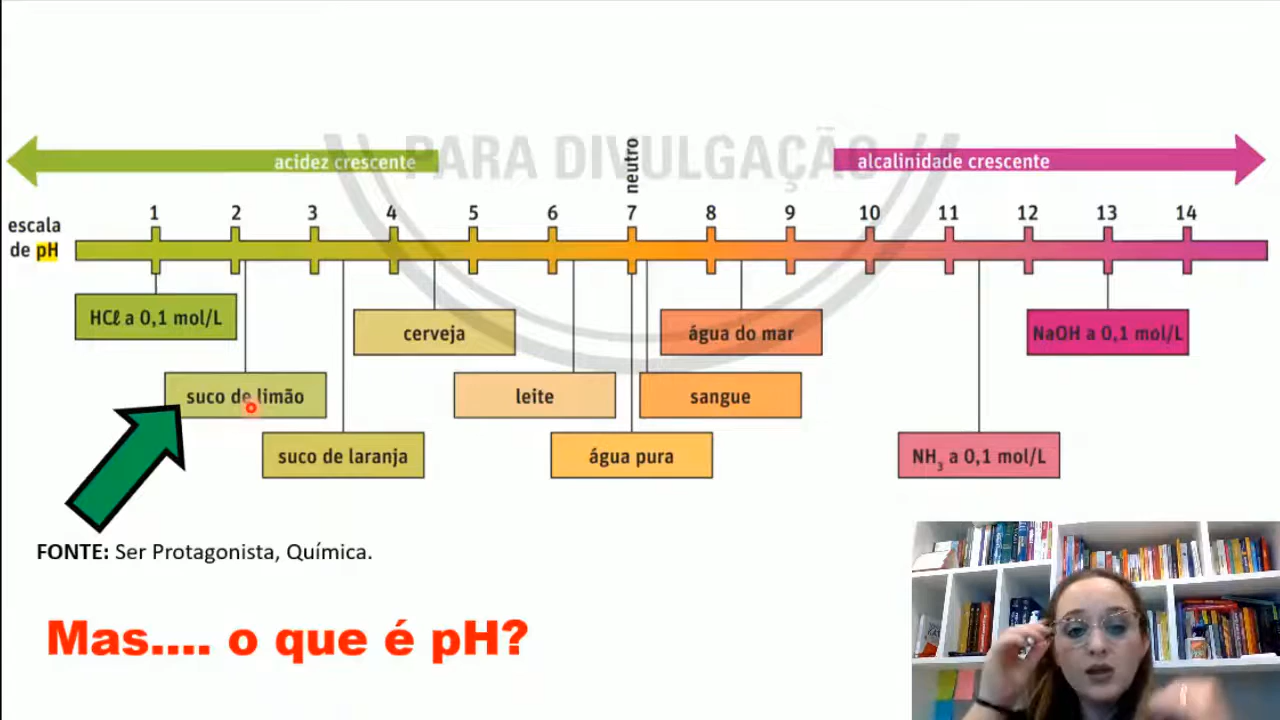 PARA DIVULGAÇÃO
acidez crescente
neutro
alcalinidade crescente
1 2 3 4 5 6 7 8 9 10 11 12 13 14
escala
de pH
HCℓ a 0,1 mol/L
cerveja
água do mar
NaOH a 0,1 mol/L
suco de limão
leite
sangue
suco de laranja
água pura
NH₃ a 0,1 mol/L
FONTE: Ser Protagonista, Química.
Mas.... o que é pH?